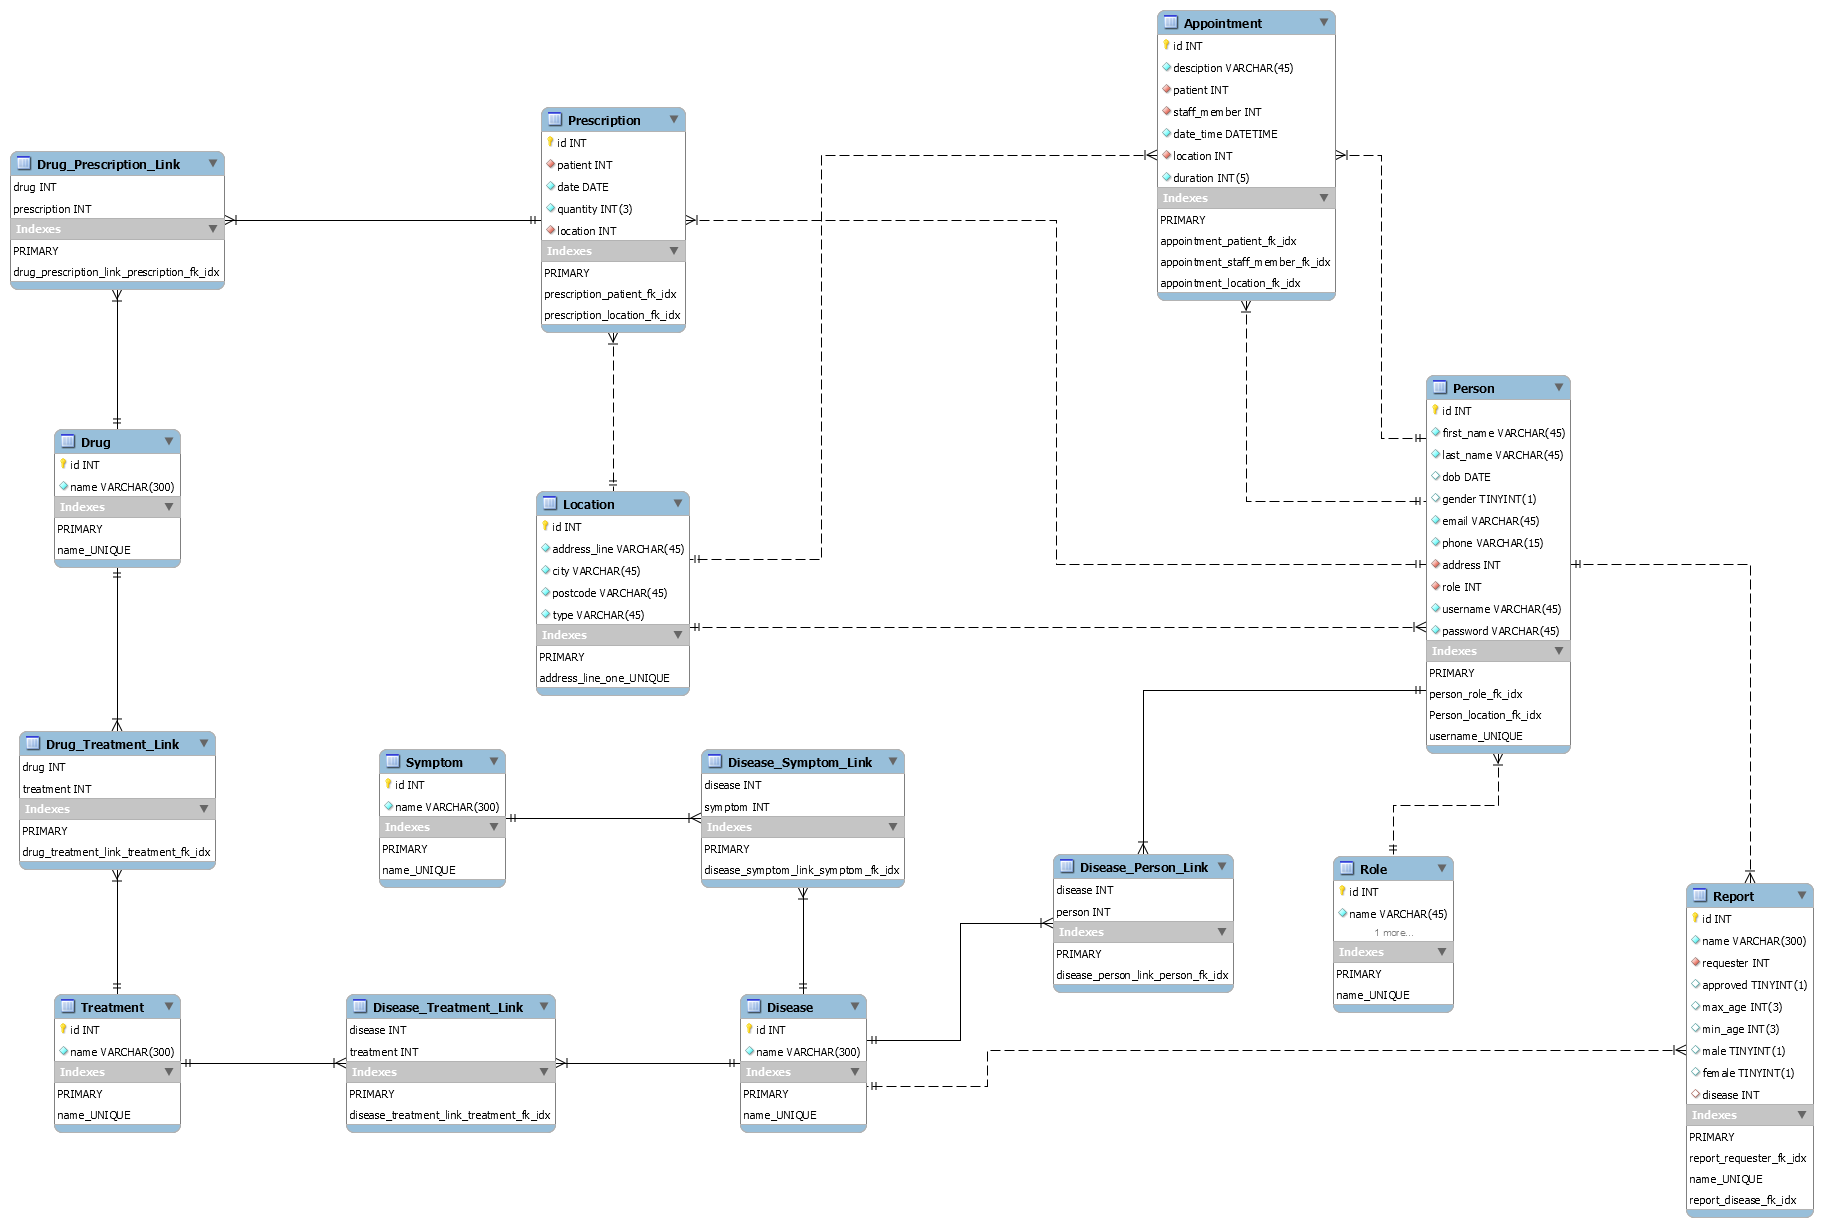 Appointment
id INT
desciption VARCHAR(45)
patient INT
staff_member INT
date_time DATETIME
location INT
duration INT(5)
Indexes
PRIMARY
appointment_patient_fk_idx
appointment_staff_member_fk_idx
appointment_location_fk_idx
Prescription
id INT
patient INT
date DATE
quantity INT(3)
location INT
Indexes
PRIMARY
prescription_patient_fk_idx
prescription_location_fk_idx
Drug_Prescription_Link
drug INT
prescription INT
Indexes
PRIMARY
drug_prescription_link_prescription_fk_idx
Person
id INT
first_name VARCHAR(45)
last_name VARCHAR(45)
dob DATE
gender TINYINT(1)
email VARCHAR(45)
phone VARCHAR(15)
address INT
role INT
username VARCHAR(45)
password VARCHAR(45)
Indexes
PRIMARY
person_role_fk_idx
Person_location_fk_idx
username_UNIQUE
Drug
id INT
name VARCHAR(300)
Indexes
PRIMARY
name_UNIQUE
Location
id INT
address_line VARCHAR(45)
city VARCHAR(45)
postcode VARCHAR(45)
type VARCHAR(45)
Indexes
PRIMARY
address_line_one_UNIQUE
Drug_Treatment_Link
drug INT
treatment INT
Indexes
PRIMARY
drug_treatment_link_treatment_fk_idx
Symptom
id INT
name VARCHAR(300)
Indexes
PRIMARY
name_UNIQUE
Disease_Symptom_Link
disease INT
symptom INT
Indexes
PRIMARY
disease_symptom_link_symptom_fk_idx
Disease_Person_Link
disease INT
person INT
Indexes
PRIMARY
disease_person_link_person_fk_idx
Role
id INT
name VARCHAR(45)
1 more...
Indexes
PRIMARY
name_UNIQUE
Report
id INT
name VARCHAR(300)
requester INT
approved TINYINT(1)
max_age INT(3)
min_age INT(3)
male TINYINT(1)
female TINYINT(1)
disease INT
Indexes
PRIMARY
report_requester_fk_idx
name_UNIQUE
report_disease_fk_idx
Treatment
id INT
name VARCHAR(300)
Indexes
PRIMARY
name_UNIQUE
Disease_Treatment_Link
disease INT
treatment INT
Indexes
PRIMARY
disease_treatment_link_treatment_fk_idx
Disease
id INT
name VARCHAR(300)
Indexes
PRIMARY
name_UNIQUE